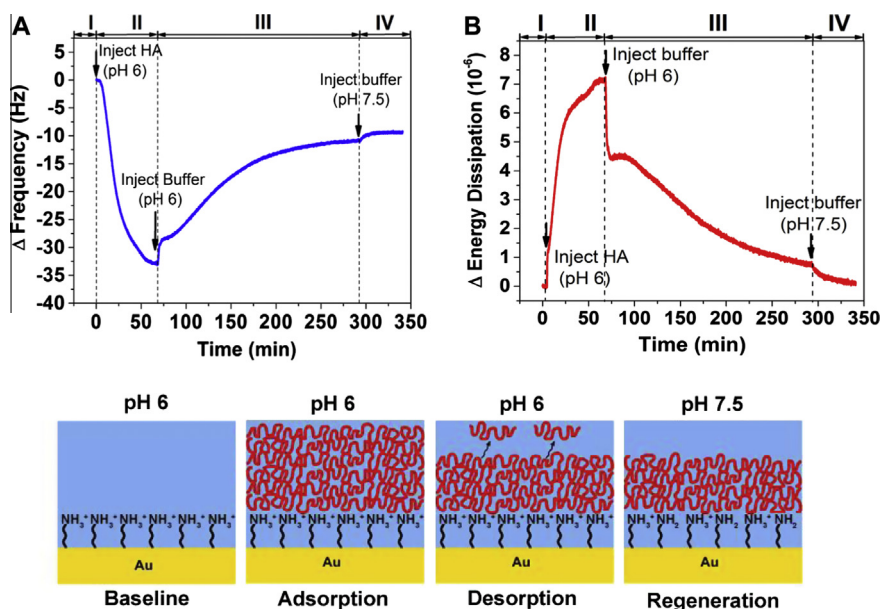 A
I II III IV
Inject HA
(pH 6)
Inject buffer
(pH 7.5)
Inject Buffer
(pH 6)
5
0
-5
-10
-15
-20
-25
-30
-35
-40
Δ Frequency (Hz)
0 50 100 150 200 250 300 350
Time (min)
B
I II III IV
Inject buffer
(pH 6)
Inject buffer
(pH 7.5)
Inject HA
(pH 6)
8
7
6
5
4
3
2
1
0
Δ Energy Dissipation (10⁻⁶)
0 50 100 150 200 250 300 350
Time (min)
pH 6 pH 6 pH 6 pH 7.5
NH₃⁺ NH₃⁺ NH₃⁺ NH₃⁺ NH₃⁺ NH₃⁺
Au
NH₃⁺ NH₃⁺ NH₃⁺ NH₃⁺ NH₃⁺ NH₃⁺
Au
NH₃⁺ NH₃⁺ NH₃⁺ NH₃⁺ NH₃⁺ NH₃⁺
Au
NH₃⁺ NH₂ NH₃⁺ NH₂ NH₃⁺ NH₂
Au
Baseline Adsorption Desorption Regeneration